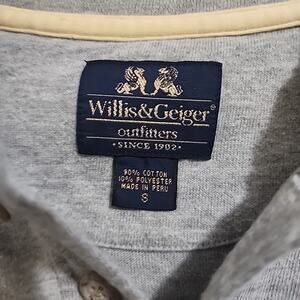 Willis&Geiger®
outfitters
• SINCE 1902 •
90% COTTON
10% POLYESTER
MADE IN PERU
S